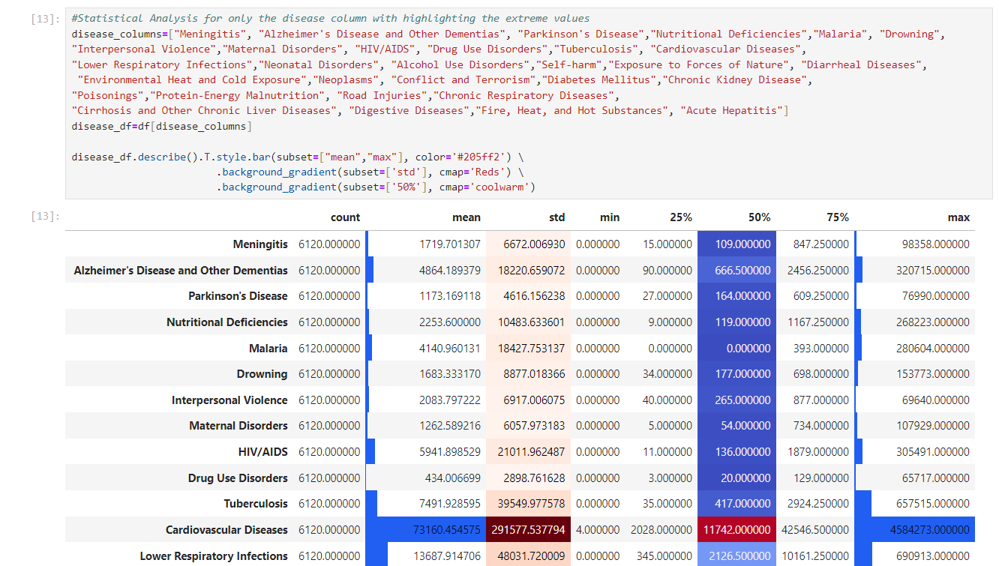 [13]:
#Statistical Analysis for only the disease column with highlighting the extreme values
disease_columns=["Meningitis", "Alzheimer's Disease and Other Dementias", "Parkinson's Disease","Nutritional Deficiencies","Malaria", "Drowning",
"Interpersonal Violence","Maternal Disorders", "HIV/AIDS", "Drug Use Disorders","Tuberculosis", "Cardiovascular Diseases",
"Lower Respiratory Infections","Neonatal Disorders", "Alcohol Use Disorders","Self-harm","Exposure to Forces of Nature", "Diarrheal Diseases",
"Environmental Heat and Cold Exposure","Neoplasms", "Conflict and Terrorism","Diabetes Mellitus","Chronic Kidney Disease",
"Poisonings","Protein-Energy Malnutrition", "Road Injuries","Chronic Respiratory Diseases",
"Cirrhosis and Other Chronic Liver Diseases", "Digestive Diseases","Fire, Heat, and Hot Substances", "Acute Hepatitis"]
disease_df=df[disease_columns]
disease_df.describe().T.style.bar(subset=["mean","max"], color='#205ff2') \
.background_gradient(subset=['std'], cmap='Reds') \
.background_gradient(subset=['50%'], cmap='coolwarm')
[13]:
count mean std min 25% 50% 75% max
Meningitis 6120.000000 1719.701307 6672.006930 0.000000 15.000000 109.000000 847.250000 98358.000000
Alzheimer's Disease and Other Dementias 6120.000000 4864.189379 18220.659072 0.000000 90.000000 666.500000 2456.250000 320715.000000
Parkinson's Disease 6120.000000 1173.169118 4616.156238 0.000000 27.000000 164.000000 609.250000 76990.000000
Nutritional Deficiencies 6120.000000 2253.600000 10483.633601 0.000000 9.000000 119.000000 1167.250000 268223.000000
Malaria 6120.000000 4140.960131 18427.753137 0.000000 0.000000 0.000000 393.000000 280604.000000
Drowning 6120.000000 1683.333170 8877.018366 0.000000 34.000000 177.000000 698.000000 153773.000000
Interpersonal Violence 6120.000000 2083.797222 6917.006075 0.000000 40.000000 265.000000 877.000000 69640.000000
Maternal Disorders 6120.000000 1262.589216 6057.973183 0.000000 5.000000 54.000000 734.000000 107929.000000
HIV/AIDS 6120.000000 5941.898529 21011.962487 0.000000 11.000000 136.000000 1879.000000 305491.000000
Drug Use Disorders 6120.000000 434.006699 2898.761628 0.000000 3.000000 20.000000 129.000000 65717.000000
Tuberculosis 6120.000000 7491.928595 39549.977578 0.000000 35.000000 417.000000 2924.250000 657515.000000
Cardiovascular Diseases 6120.000000 73160.454575 291577.537794 4.000000 2028.000000 11742.000000 42546.500000 4584273.000000
Lower Respiratory Infections 6120.000000 13687.914706 48031.720009 0.000000 345.000000 2126.500000 10161.250000 690913.000000